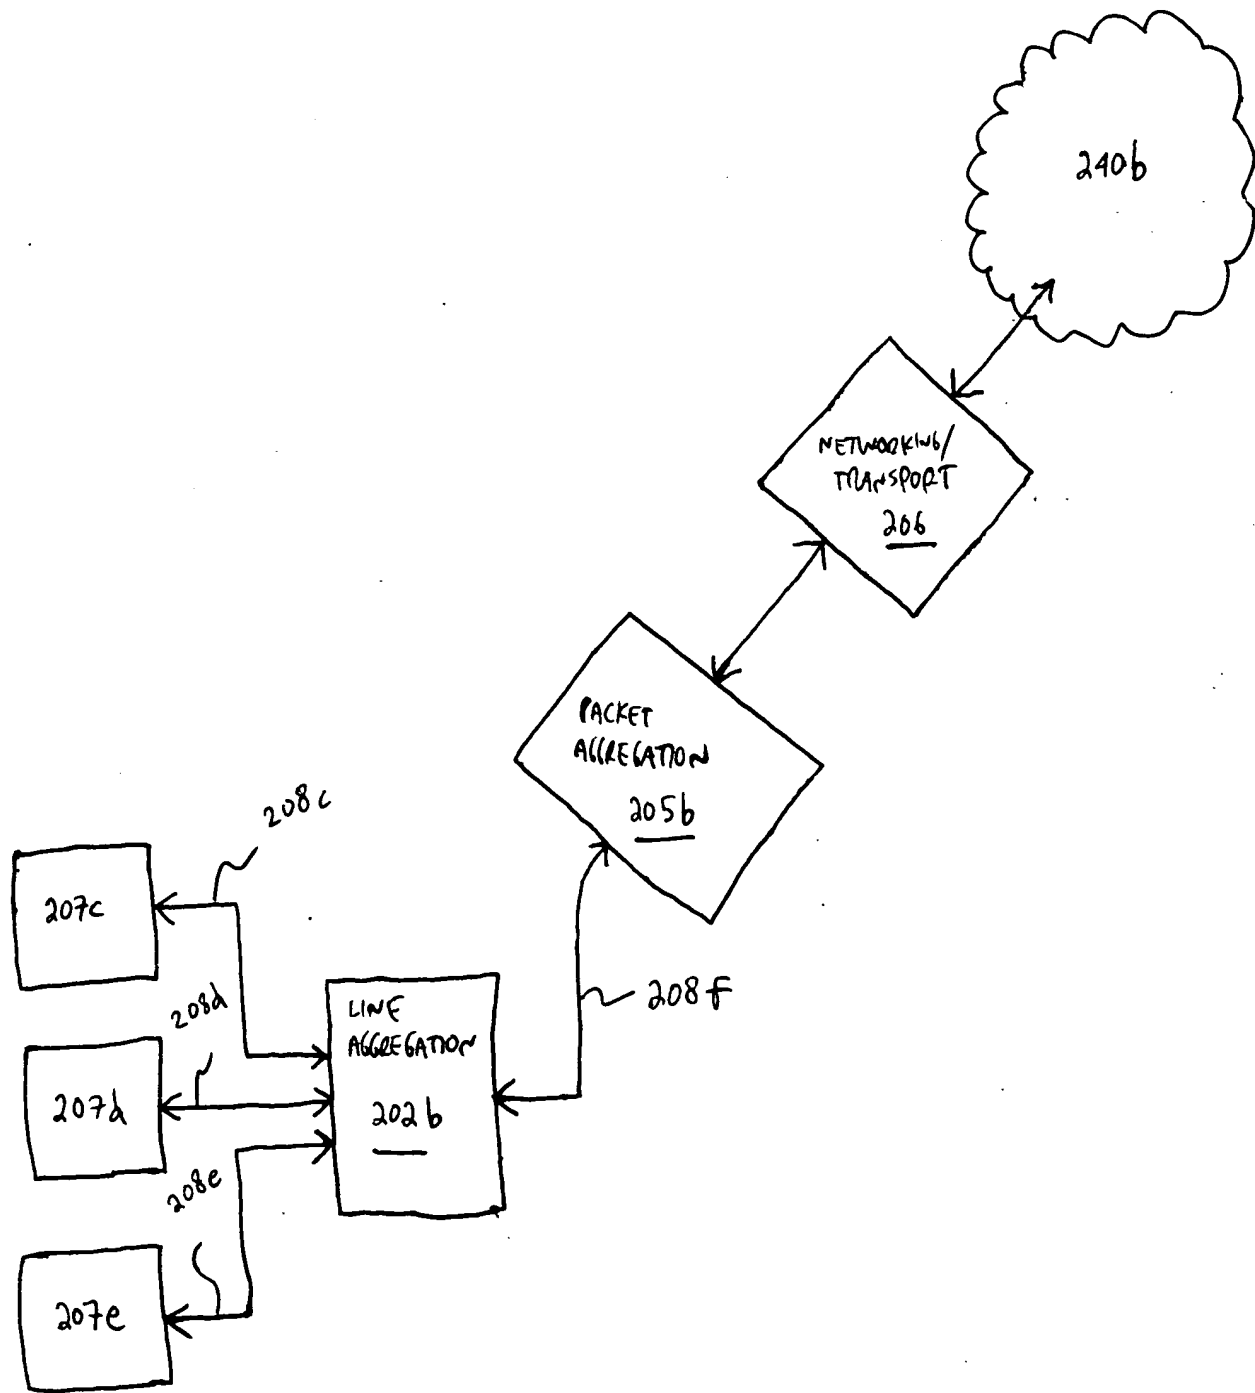 240b
NETWORKING/
TRANSPORT
206
PACKET
AGGREGATION
205b
208c
207c
208d
LINE
AGGREGATION
202b
208f
207d
208e
207e